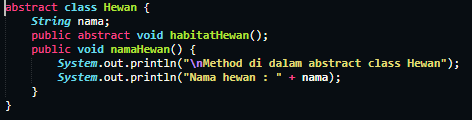 abstract class Hewan {
    String nama;
    public abstract void habitatHewan();
    public void namaHewan() {
        System.out.println("\nMethod di dalam abstract class Hewan");
        System.out.println("Nama hewan : " + nama);
    }
}